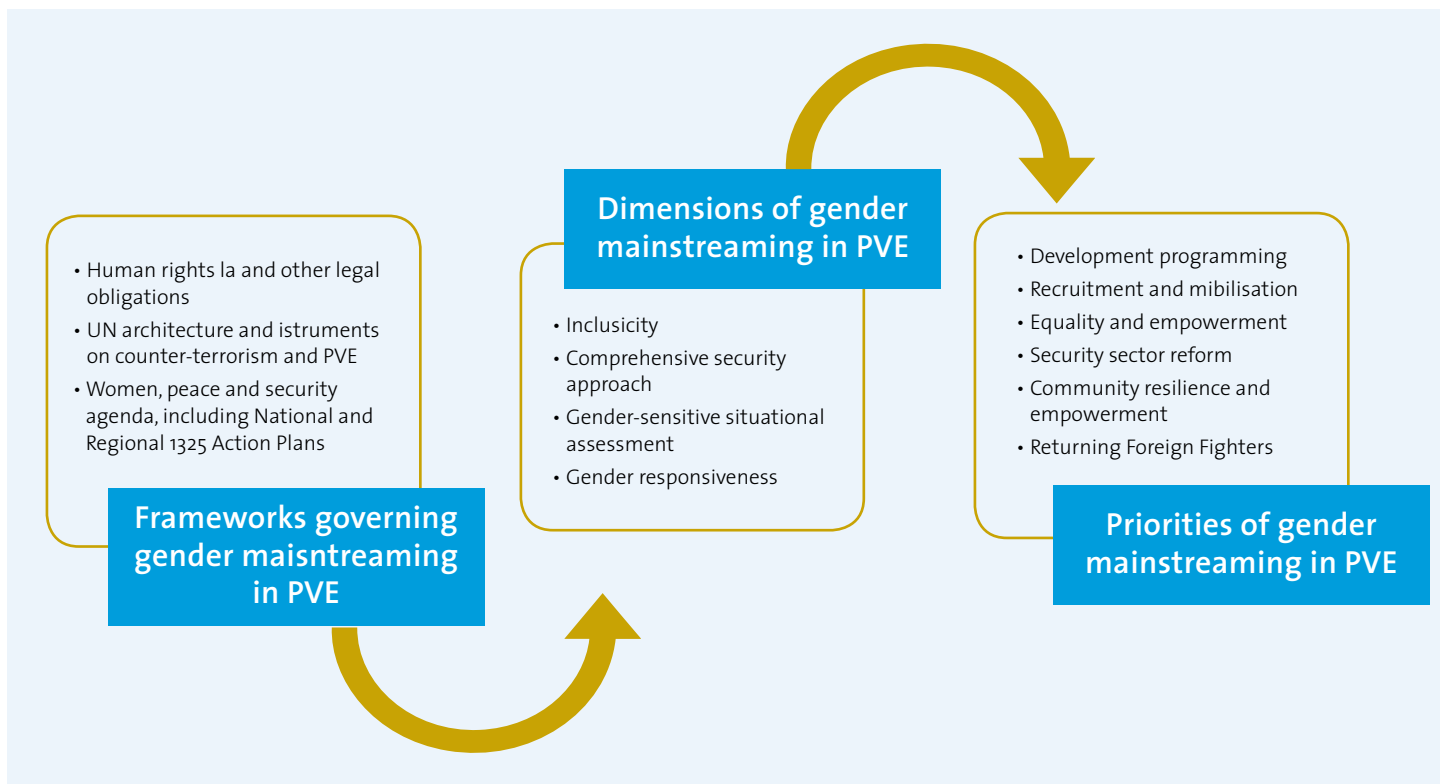 • Human rights la and other legal
obligations
• UN architecture and istruments
on counter-terrorism and PVE
• Women, peace and security
agenda, including National and
Regional 1325 Action Plans
Frameworks governing
gender maisntreaming
in PVE
Dimensions of gender
mainstreaming in PVE
• Inclusicity
• Comprehensive security
approach
• Gender-sensitive situational
assessment
• Gender responsiveness
• Development programming
• Recruitment and mibilisation
• Equality and empowerment
• Security sector reform
• Community resilience and
empowerment
• Returning Foreign Fighters
Priorities of gender
mainstreaming in PVE